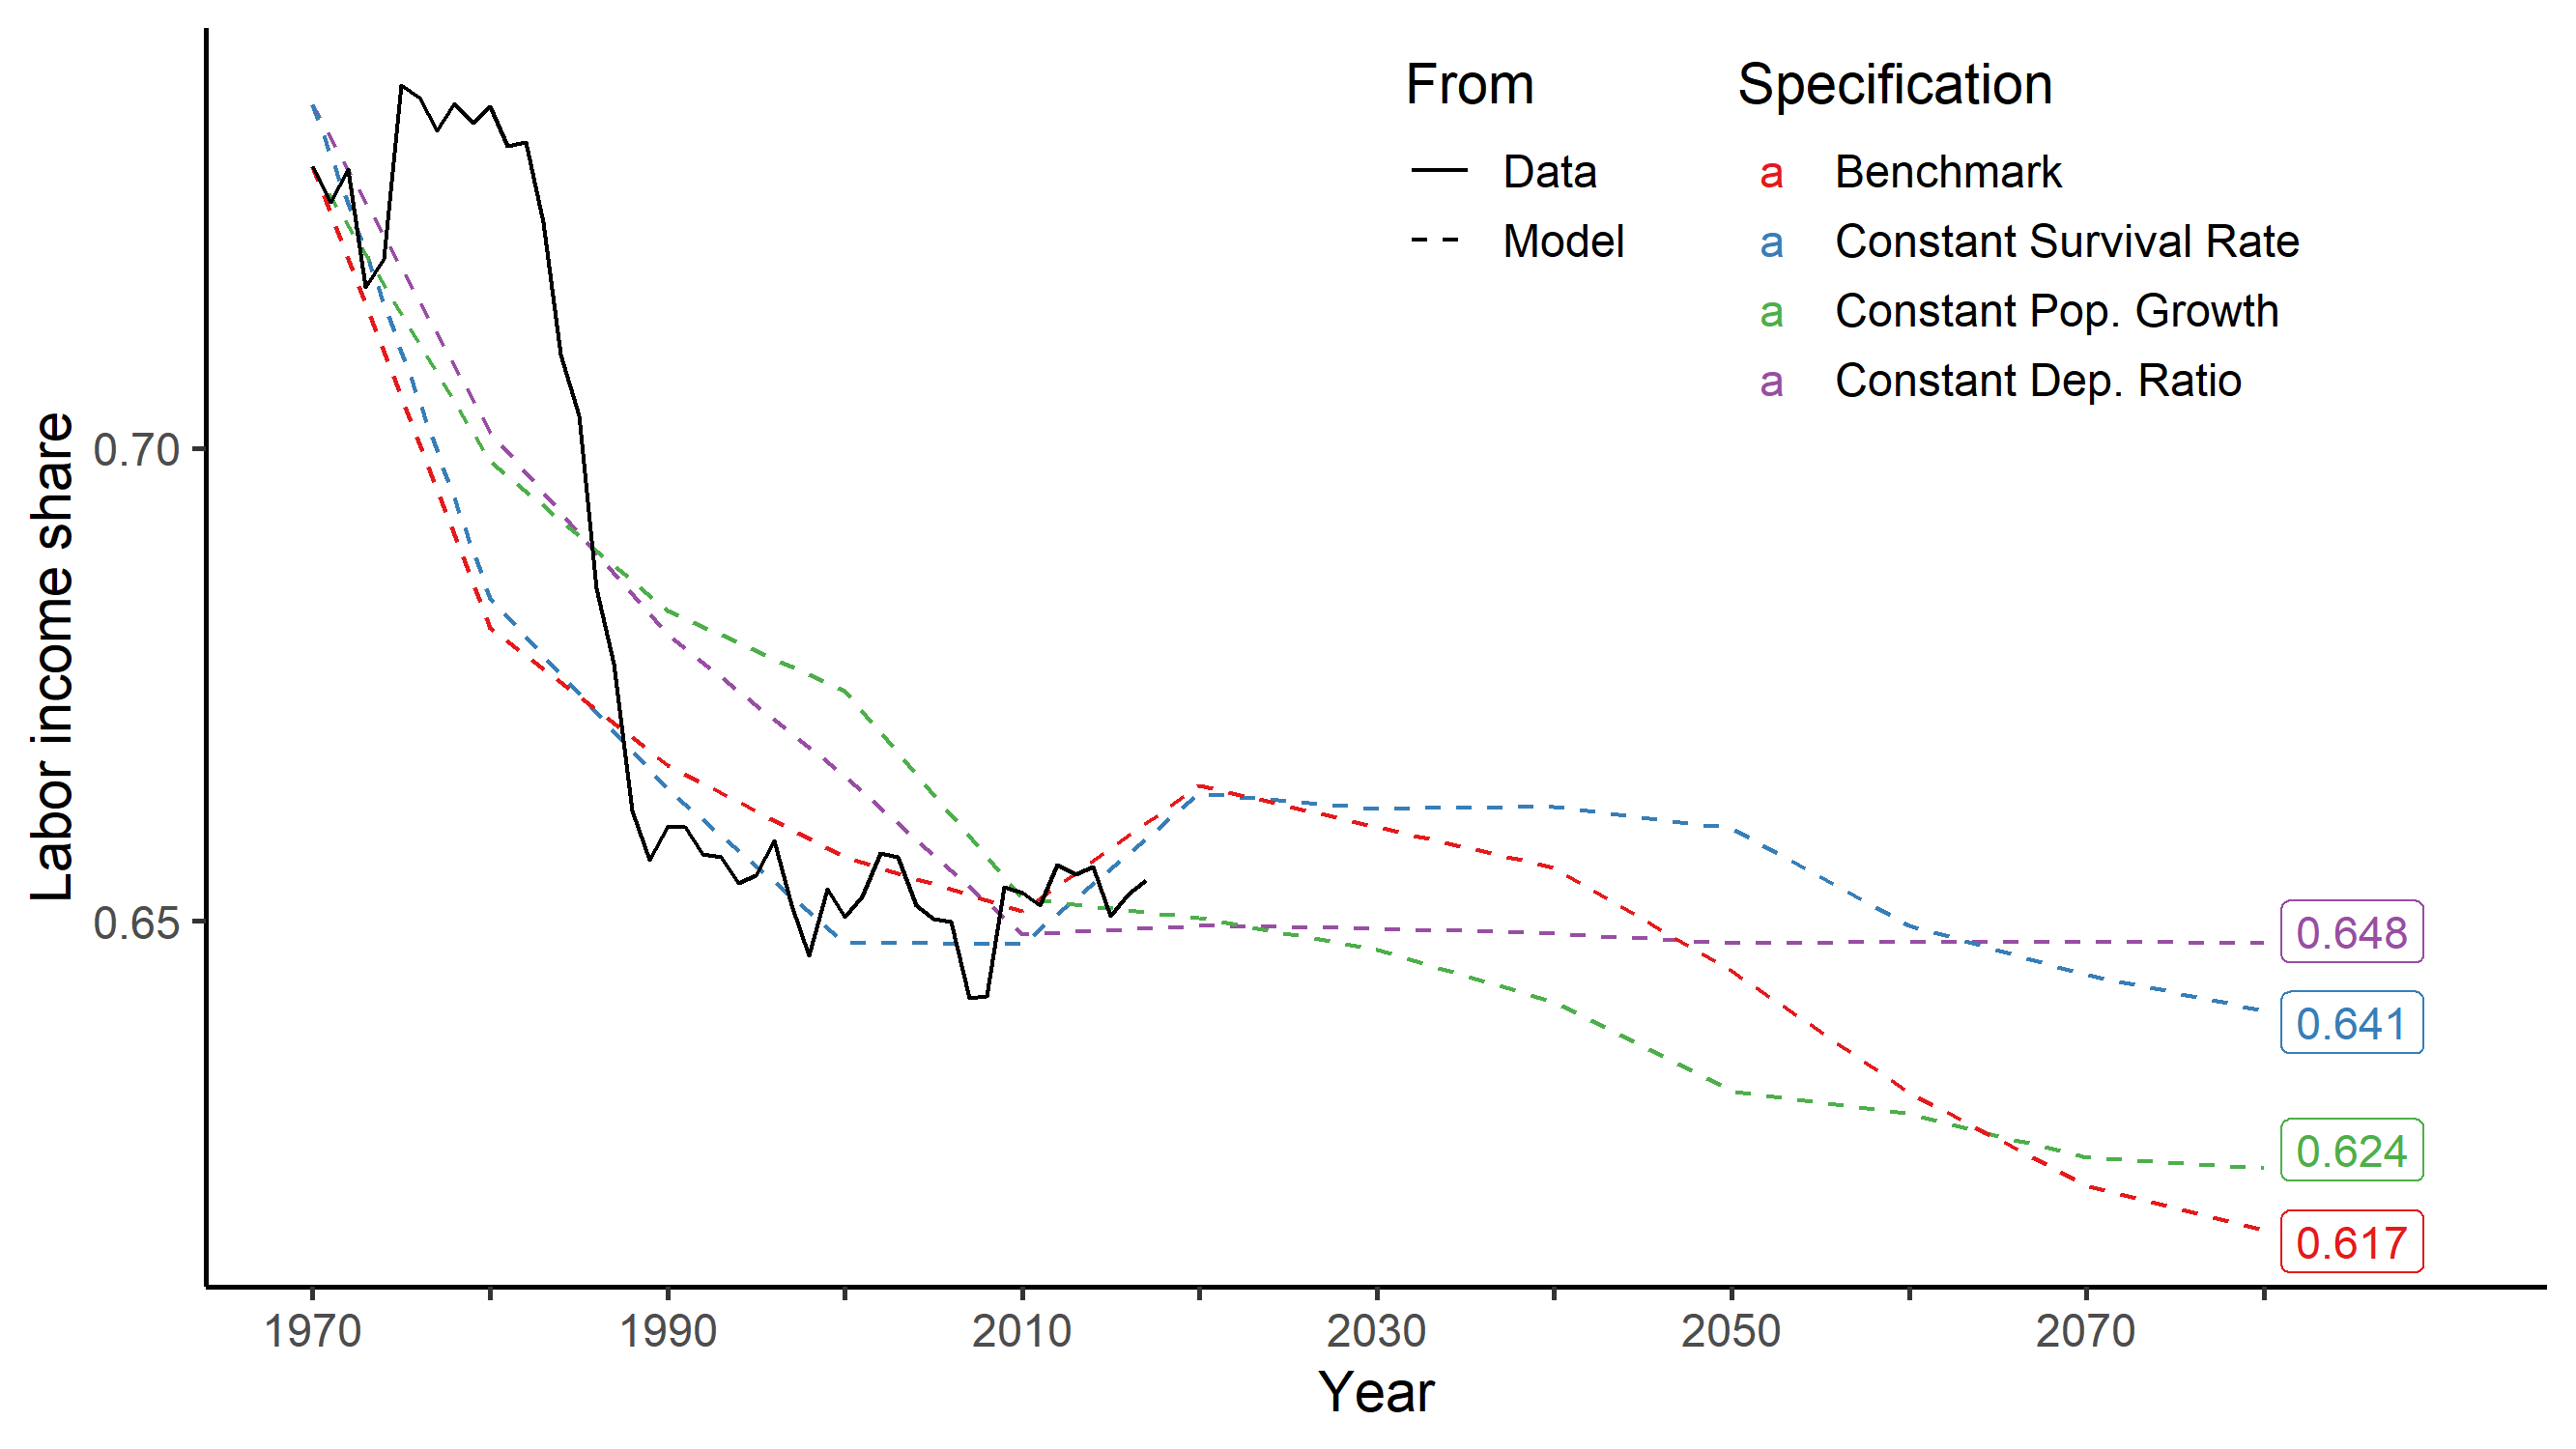 From
Data
Model
Specification
a Benchmark
a Constant Survival Rate
a Constant Pop. Growth
a Constant Dep. Ratio
Labor income share
0.70
0.65
0.648
0.641
0.624
0.617
1970 1990 2010 2030 2050 2070
Year